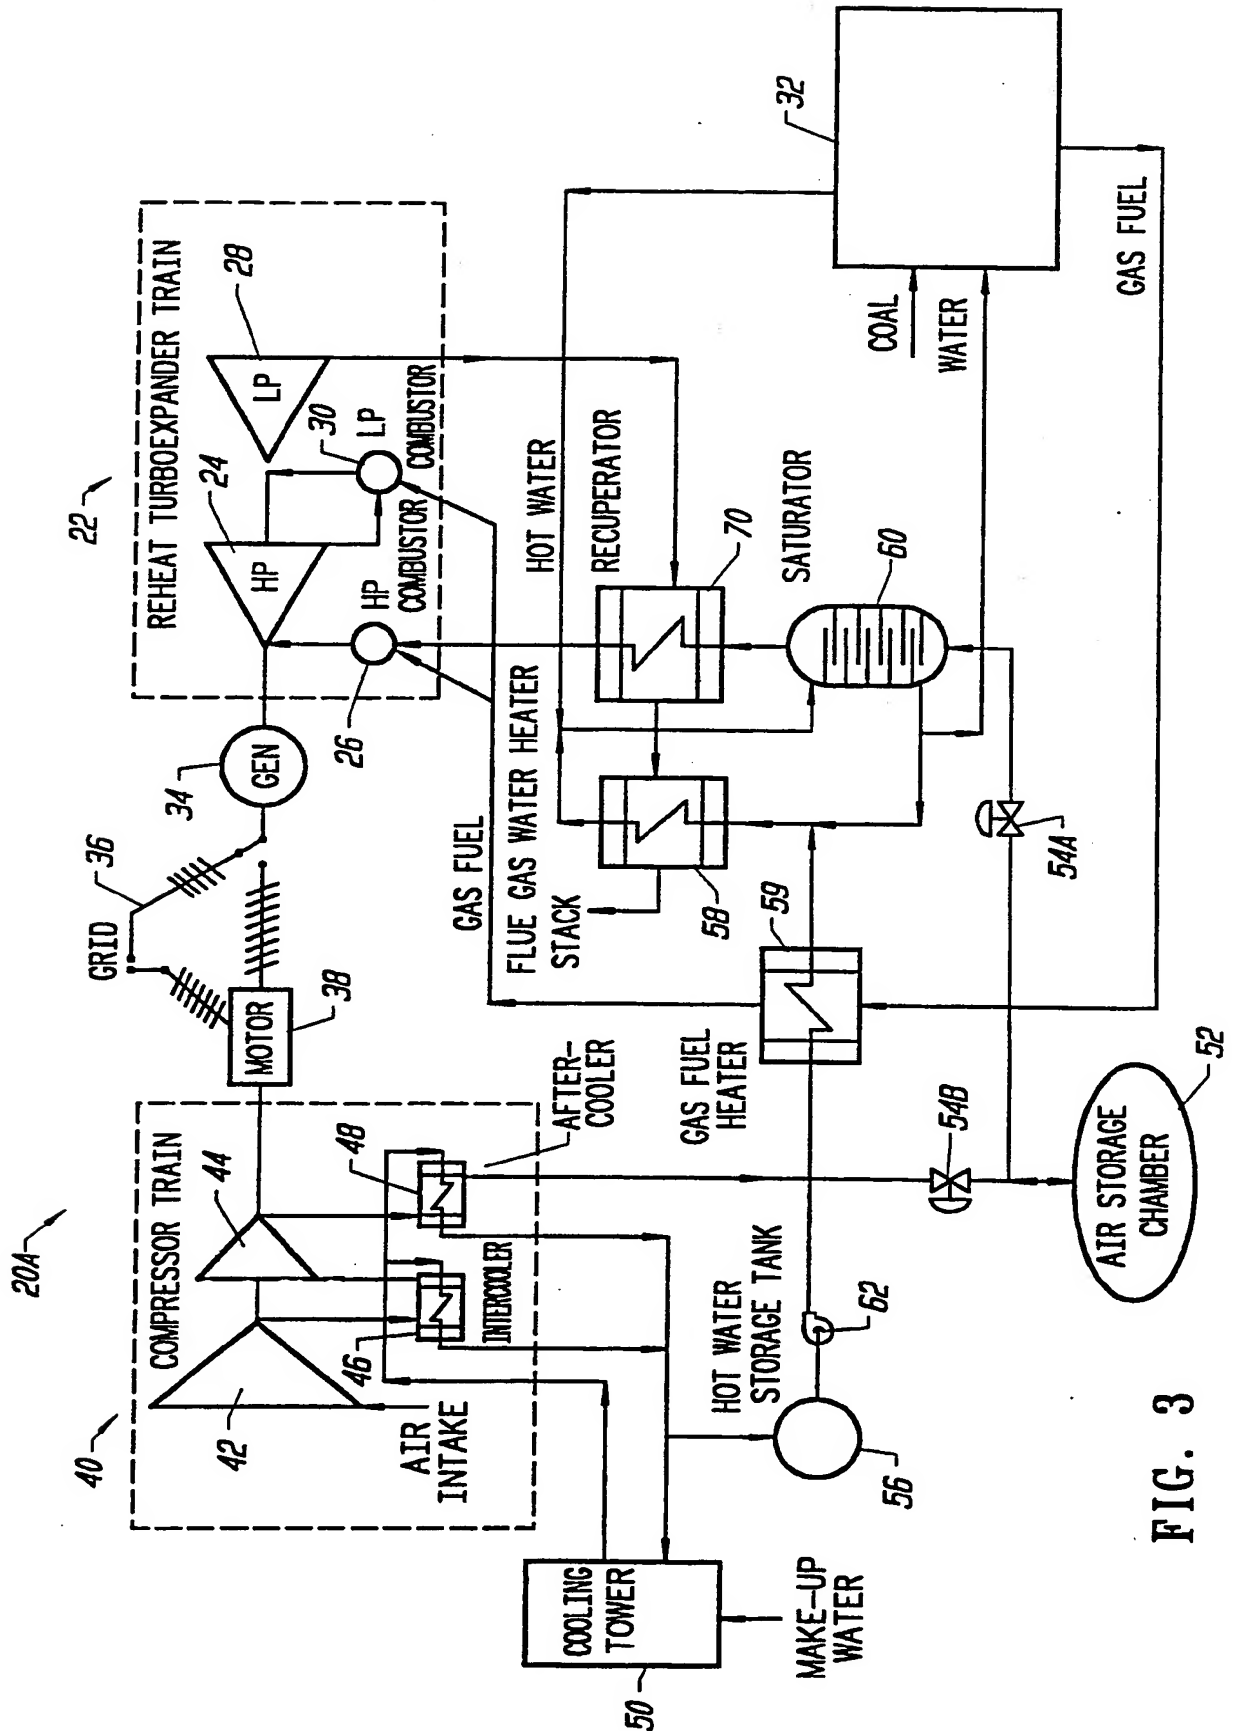 20A
40
COMPRESSOR TRAIN
42
44
AIR
INTAKE
46
INTERCOOLER
48
AFTER-
COOLER
COOLING
TOWER
50
MAKE-UP
WATER
GRID
36
MOTOR
38
GEN
34
22
REHEAT TURBOEXPANDER TRAIN
HP
24
LP
28
26
HP
COMBUSTOR
30
LP
COMBUSTOR
GAS FUEL
FLUE GAS WATER HEATER
STACK
58
HOT WATER
RECUPERATOR
70
SATURATOR
60
GAS FUEL
HEATER
59
HOT WATER
STORAGE TANK
56
62
54B
54A
AIR STORAGE
CHAMBER
52
32
COAL
WATER
GAS FUEL
FIG. 3